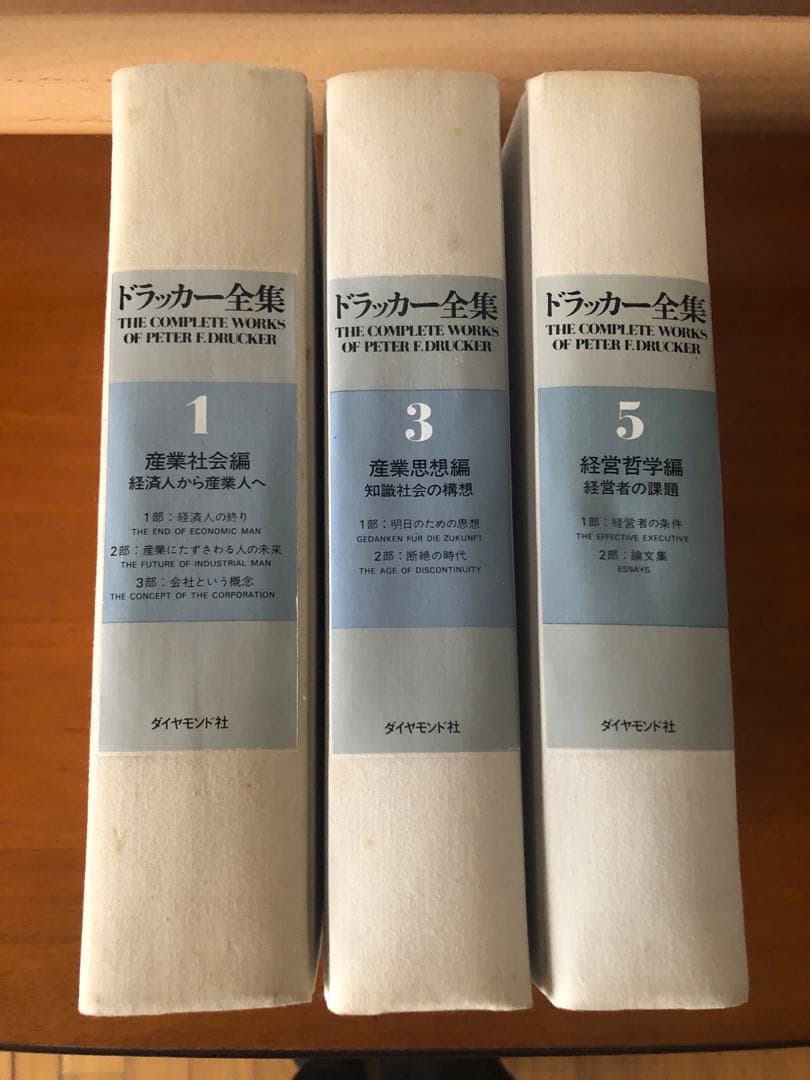 ドラッカー全集
THE COMPLETE WORKS
OF PETER F. DRUCKER
1
産業社会編
経済人から産業人へ
1部：経済人の終り
THE END OF ECONOMIC MAN
2部：産業にたずさわる人の未来
THE FUTURE OF INDUSTRIAL MAN
3部：会社という概念
THE CONCEPT OF THE CORPORATION
ダイヤモンド社
ドラッカー全集
THE COMPLETE WORKS
OF PETER F. DRUCKER
3
産業思想編
知識社会の構想
1部：明日のための思想
GEDANKEN FÜR DIE ZUKUNFT
2部：断絶の時代
THE AGE OF DISCONTINUITY
ダイヤモンド社
ドラッカー全集
THE COMPLETE WORKS
OF PETER F. DRUCKER
5
経営哲学編
経営者の課題
1部：経営者の条件
THE EFFECTIVE EXECUTIVE
2部：論文集
ESSAYS
ダイヤモンド社